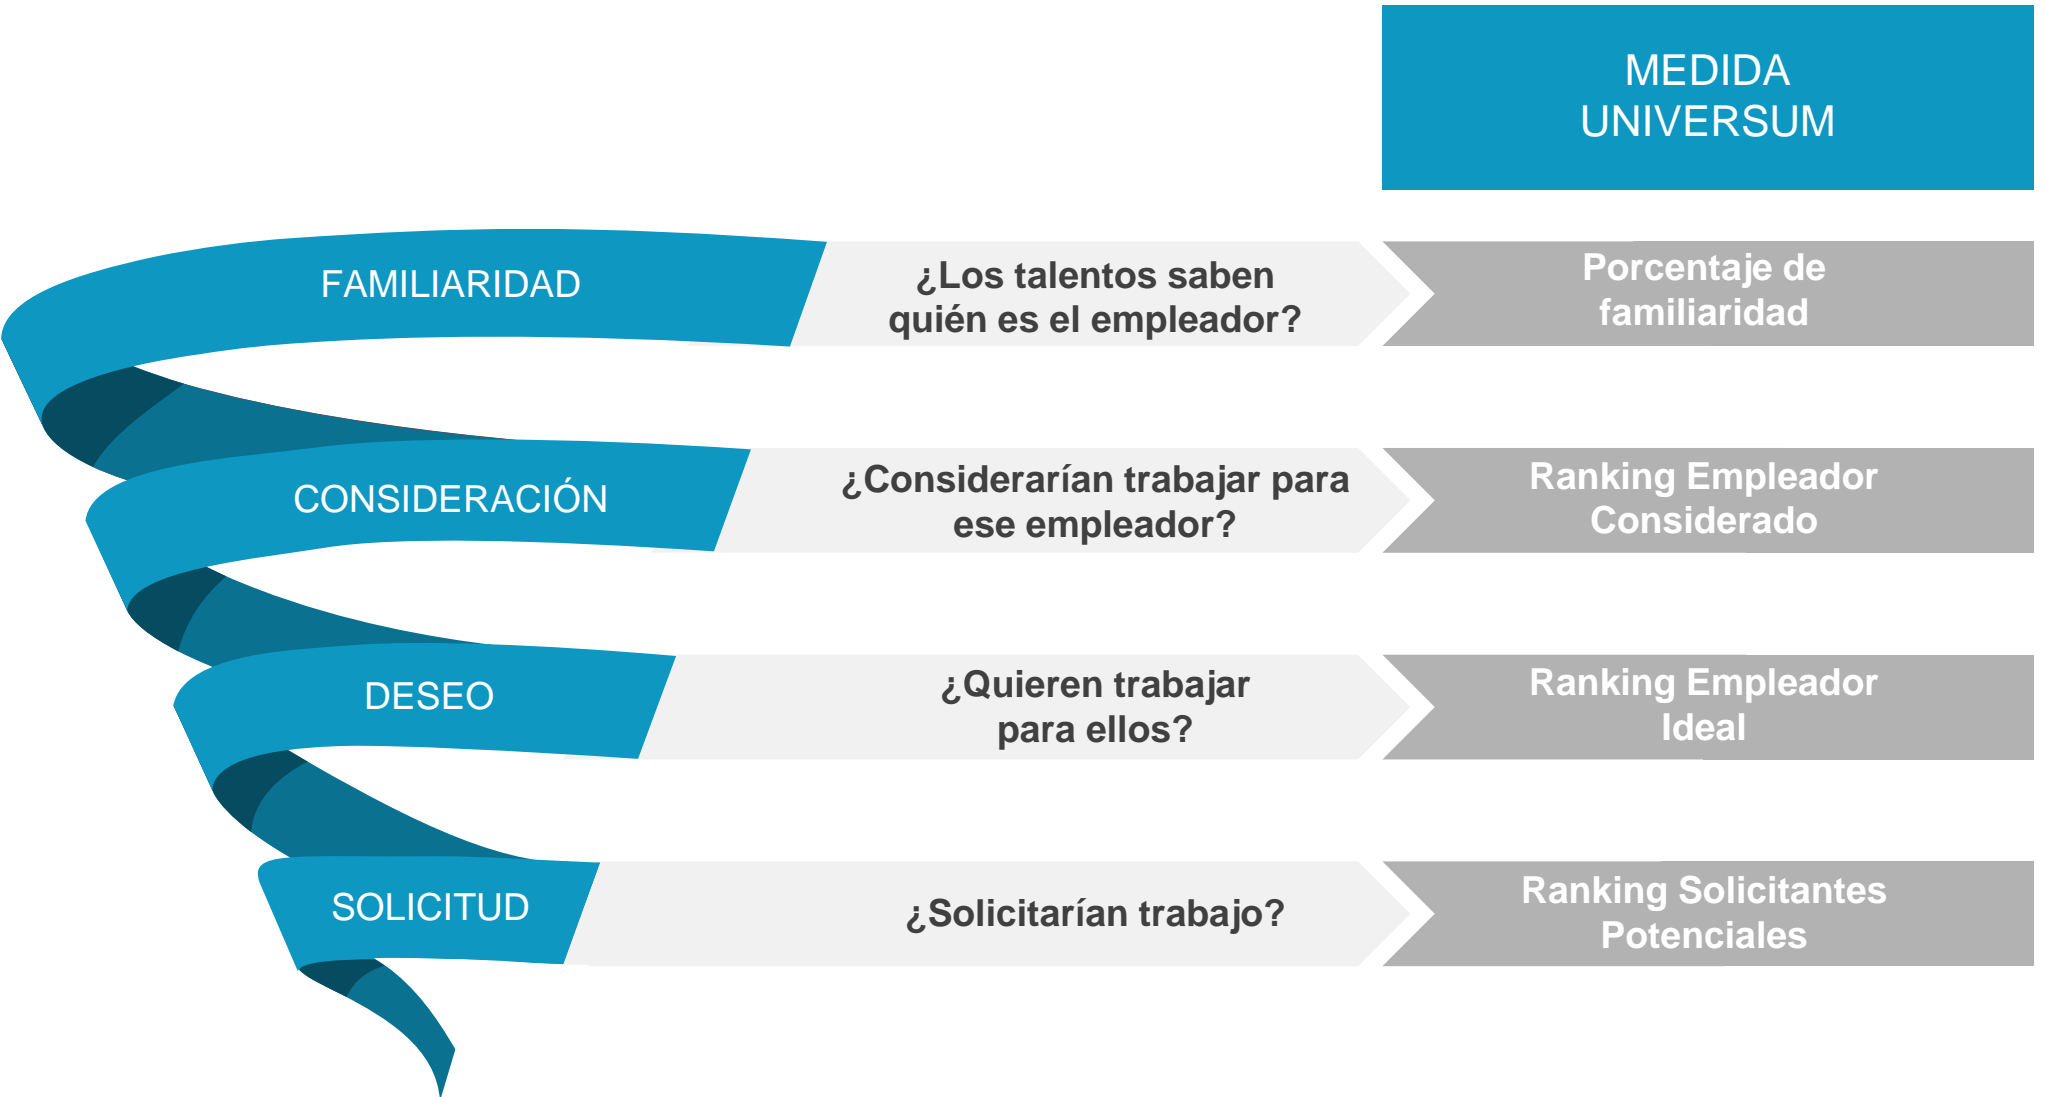 MEDIDA
UNIVERSUM
FAMILIARIDAD
¿Los talentos saben
quién es el empleador?
Porcentaje de
familiaridad
CONSIDERACIÓN
¿Considerarían trabajar para
ese empleador?
Ranking Empleador
Considerado
DESEO
¿Quieren trabajar
para ellos?
Ranking Empleador
Ideal
SOLICITUD
¿Solicitarían trabajo?
Ranking Solicitantes
Potenciales